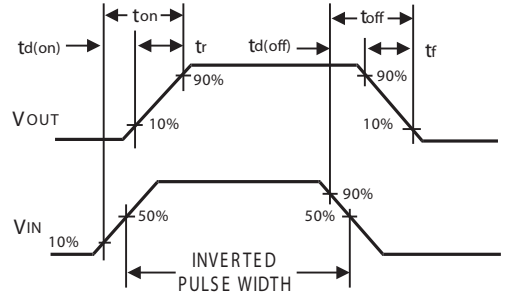 ton
toff
td(on)
tr
td(off)
tf
90%
90%
VOUT
10%
10%
90%
50%
50%
VIN
10%
INVERTED
PULSE WIDTH